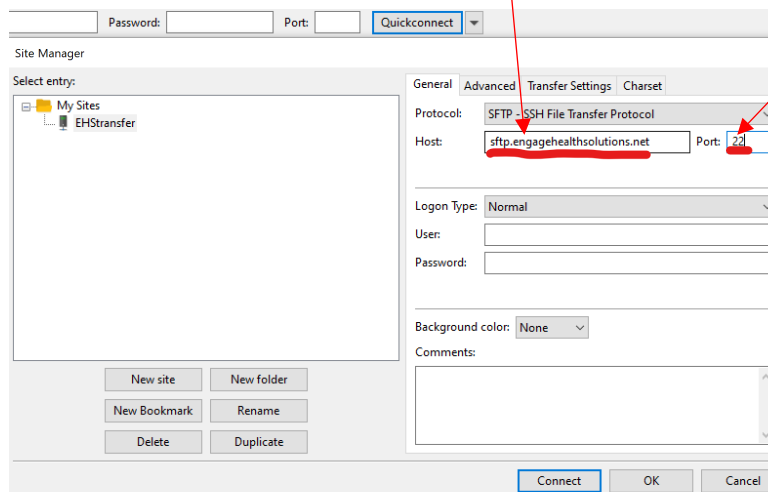 Password: Port: Quickconnect
Site Manager
Select entry:
My Sites
EHStransfer
New site New folder
New Bookmark Rename
Delete Duplicate
General Advanced Transfer Settings Charset
Protocol: SFTP - SSH File Transfer Protocol
Host: sftp.engagehealthsolutions.net Port: 22
Logon Type: Normal
User:
Password:
Background color: None
Comments:
Connect OK Cancel